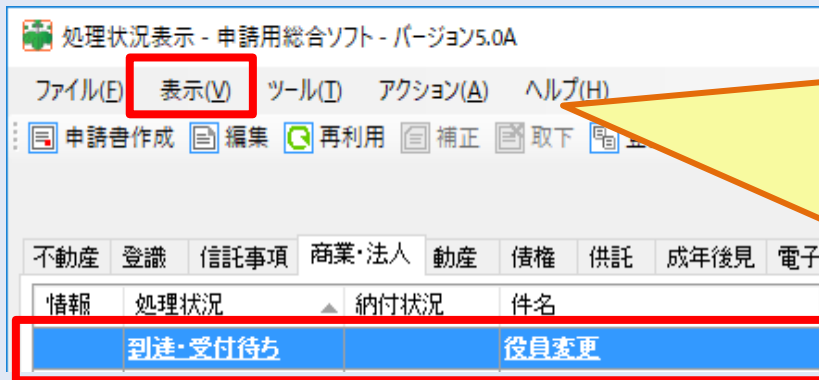 処理状況表示 - 申請用総合ソフト - バージョン5.0A
ファイル(F) 表示(V) ツール(T) アクション(A) ヘルプ(H)
申請書作成 編集 再利用 補正 取下
不動産 登識 信託事項 商業・法人 動産 債権 供託 成年後見 電子
情報 処理状況 納付状況 件名
到達・受付待ち 役員変更